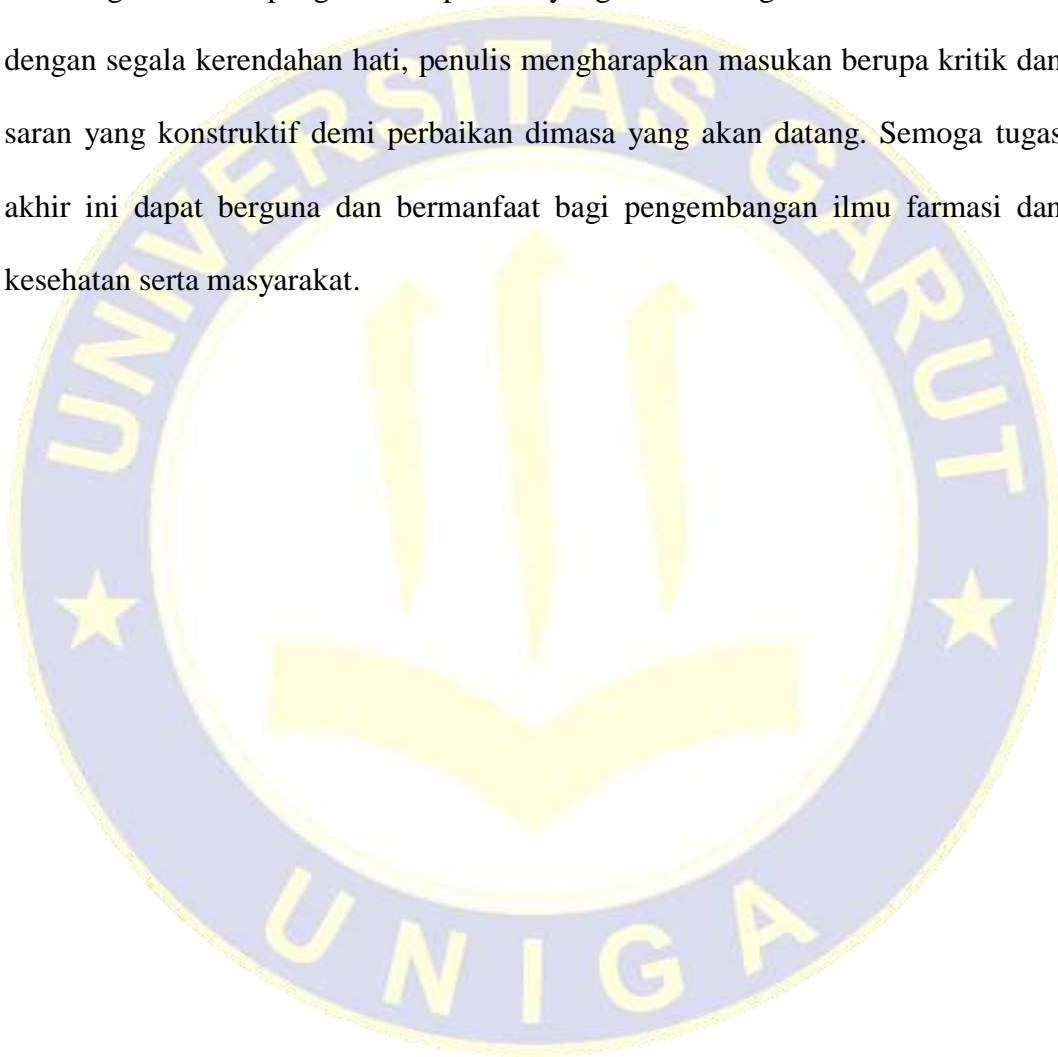 dengan segala kerendahan hati, penulis mengharapkan masukan berupa kritik dan
saran yang konstruktif demi perbaikan dimasa yang akan datang. Semoga tugas
akhir ini dapat berguna dan bermanfaat bagi pengembangan ilmu farmasi dan
kesehatan serta masyarakat.
UNIVERSITAS GARUT
UNIGA